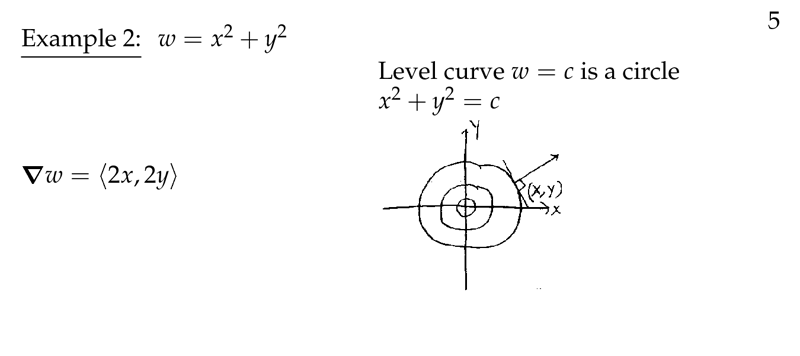 5
Example 2: w = x² + y²
Level curve w = c is a circle
x² + y² = c
∇w = ⟨2x, 2y⟩
Y
(X,Y)
X